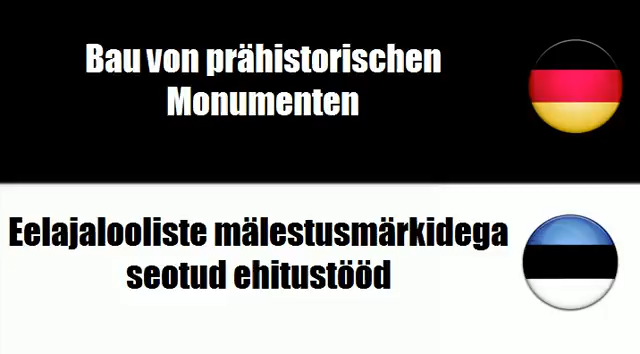 Bau von prähistorischen
Monumenten
Eelajalooliste mälestusmärkidega
seotud ehitustööd